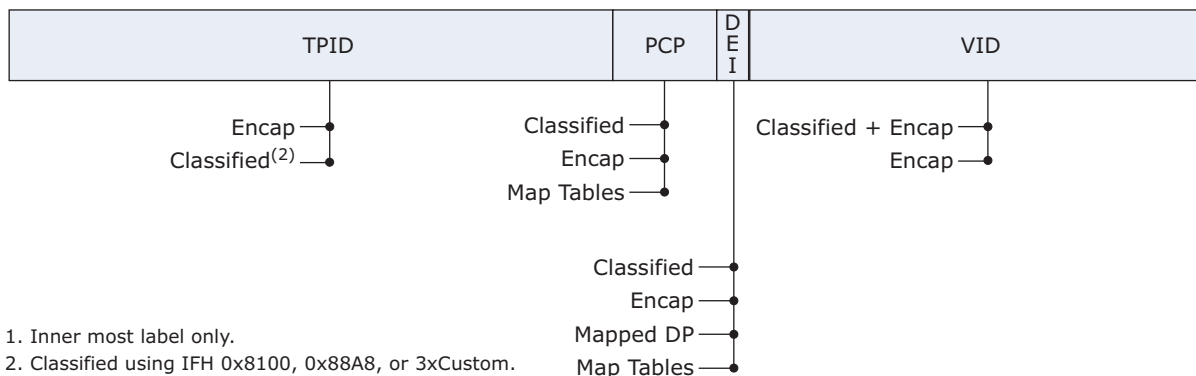 TPID
PCP
DEI
VID
Encap
Classified(2)
Classified
Encap
Map Tables
Classified + Encap
Encap
Classified
Encap
Mapped DP
Map Tables
1. Inner most label only.
2. Classified using IFH 0x8100, 0x88A8, or 3xCustom.